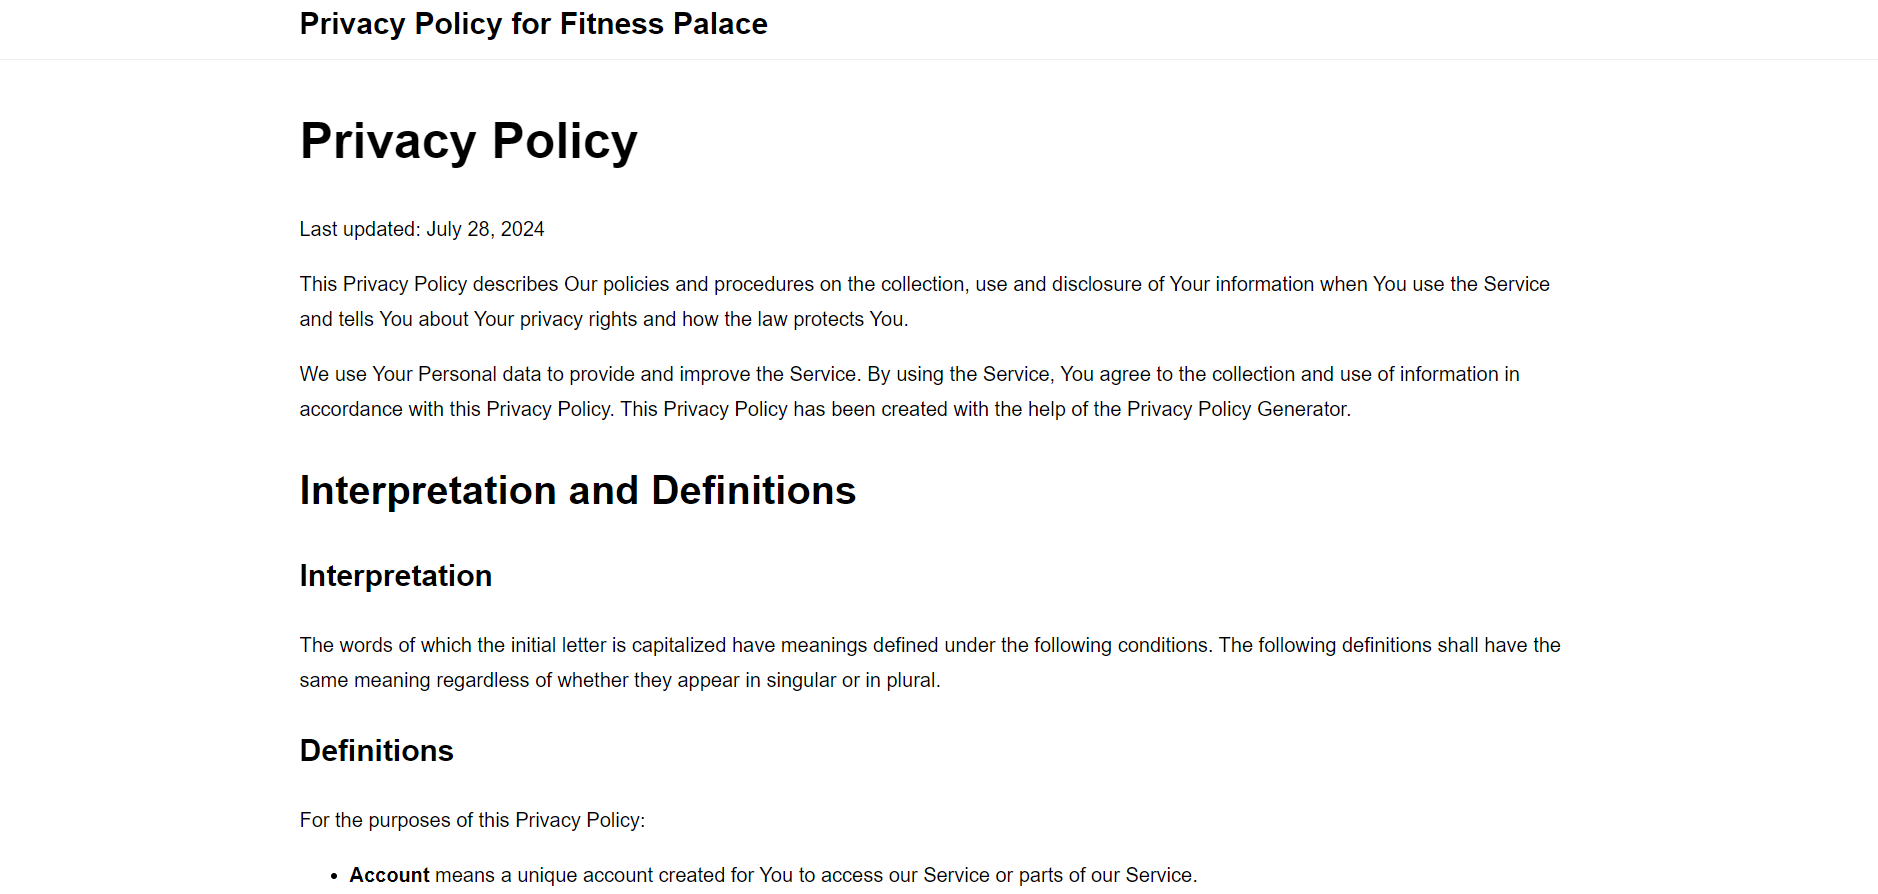 Privacy Policy for Fitness Palace
Privacy Policy
Last updated: July 28, 2024
This Privacy Policy describes Our policies and procedures on the collection, use and disclosure of Your information when You use the Service
and tells You about Your privacy rights and how the law protects You.
We use Your Personal data to provide and improve the Service. By using the Service, You agree to the collection and use of information in
accordance with this Privacy Policy. This Privacy Policy has been created with the help of the Privacy Policy Generator.
Interpretation and Definitions
Interpretation
The words of which the initial letter is capitalized have meanings defined under the following conditions. The following definitions shall have the
same meaning regardless of whether they appear in singular or in plural.
Definitions
For the purposes of this Privacy Policy:
• Account means a unique account created for You to access our Service or parts of our Service.